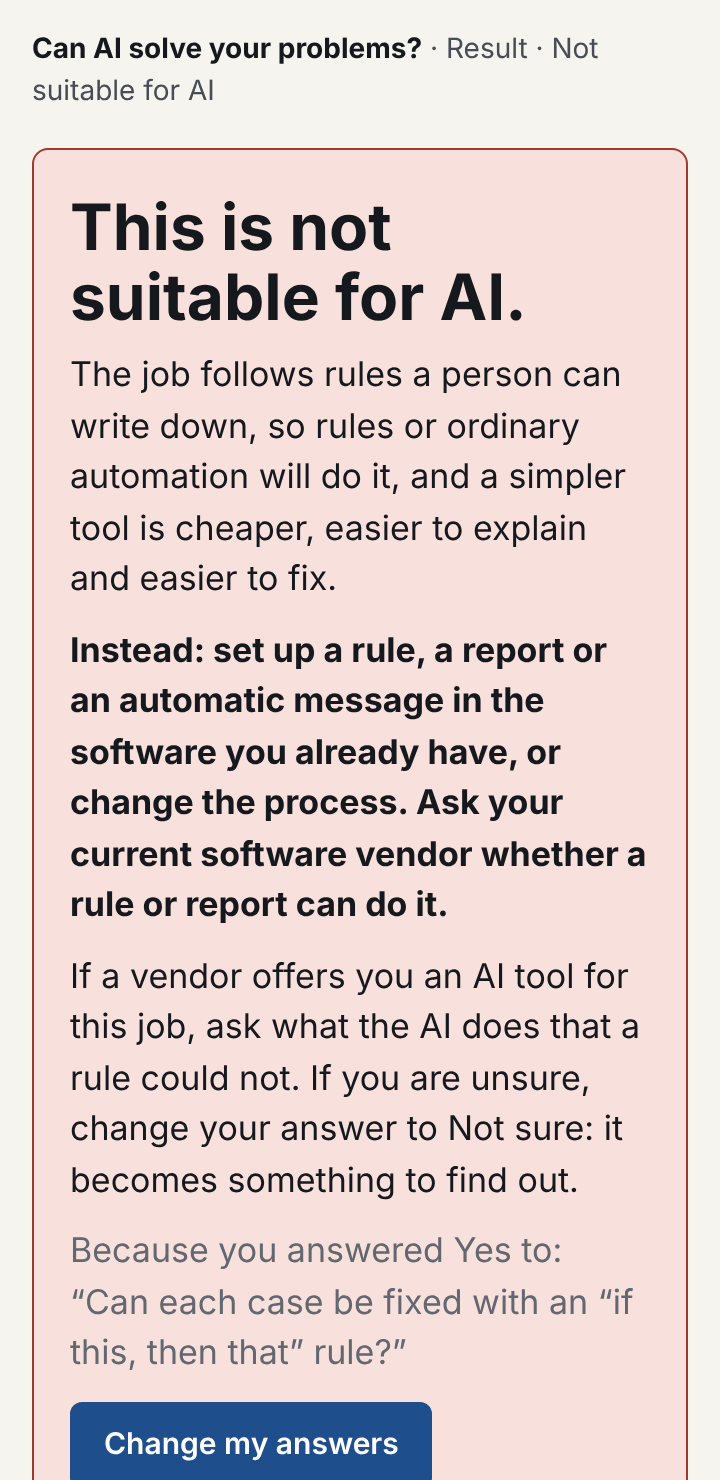 Can AI solve your problems? · Result · Not
suitable for AI
This is not
suitable for AI.
The job follows rules a person can
write down, so rules or ordinary
automation will do it, and a simpler
tool is cheaper, easier to explain
and easier to fix.
Instead: set up a rule, a report or
an automatic message in the
software you already have, or
change the process. Ask your
current software vendor whether a
rule or report can do it.
If a vendor offers you an AI tool for
this job, ask what the AI does that a
rule could not. If you are unsure,
change your answer to Not sure: it
becomes something to find out.
Because you answered Yes to:
“Can each case be fixed with an “if
this, then that” rule?”
Change my answers